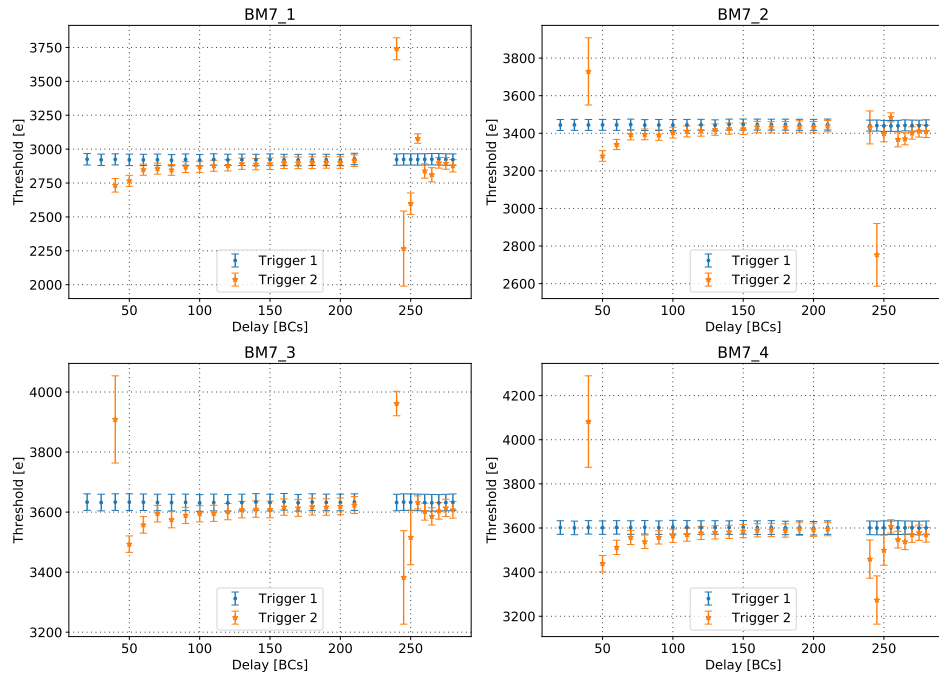 BM7_1
Threshold [e]
3750
3500
3250
3000
2750
2500
2250
2000
Trigger 1
Trigger 2
50
100
150
200
250
Delay [BCs]
BM7_2
Threshold [e]
3800
3600
3400
3200
3000
2800
2600
Trigger 1
Trigger 2
50
100
150
200
250
Delay [BCs]
BM7_3
Threshold [e]
4000
3800
3600
3400
3200
Trigger 1
Trigger 2
50
100
150
200
250
Delay [BCs]
BM7_4
Threshold [e]
4200
4000
3800
3600
3400
3200
Trigger 1
Trigger 2
50
100
150
200
250
Delay [BCs]